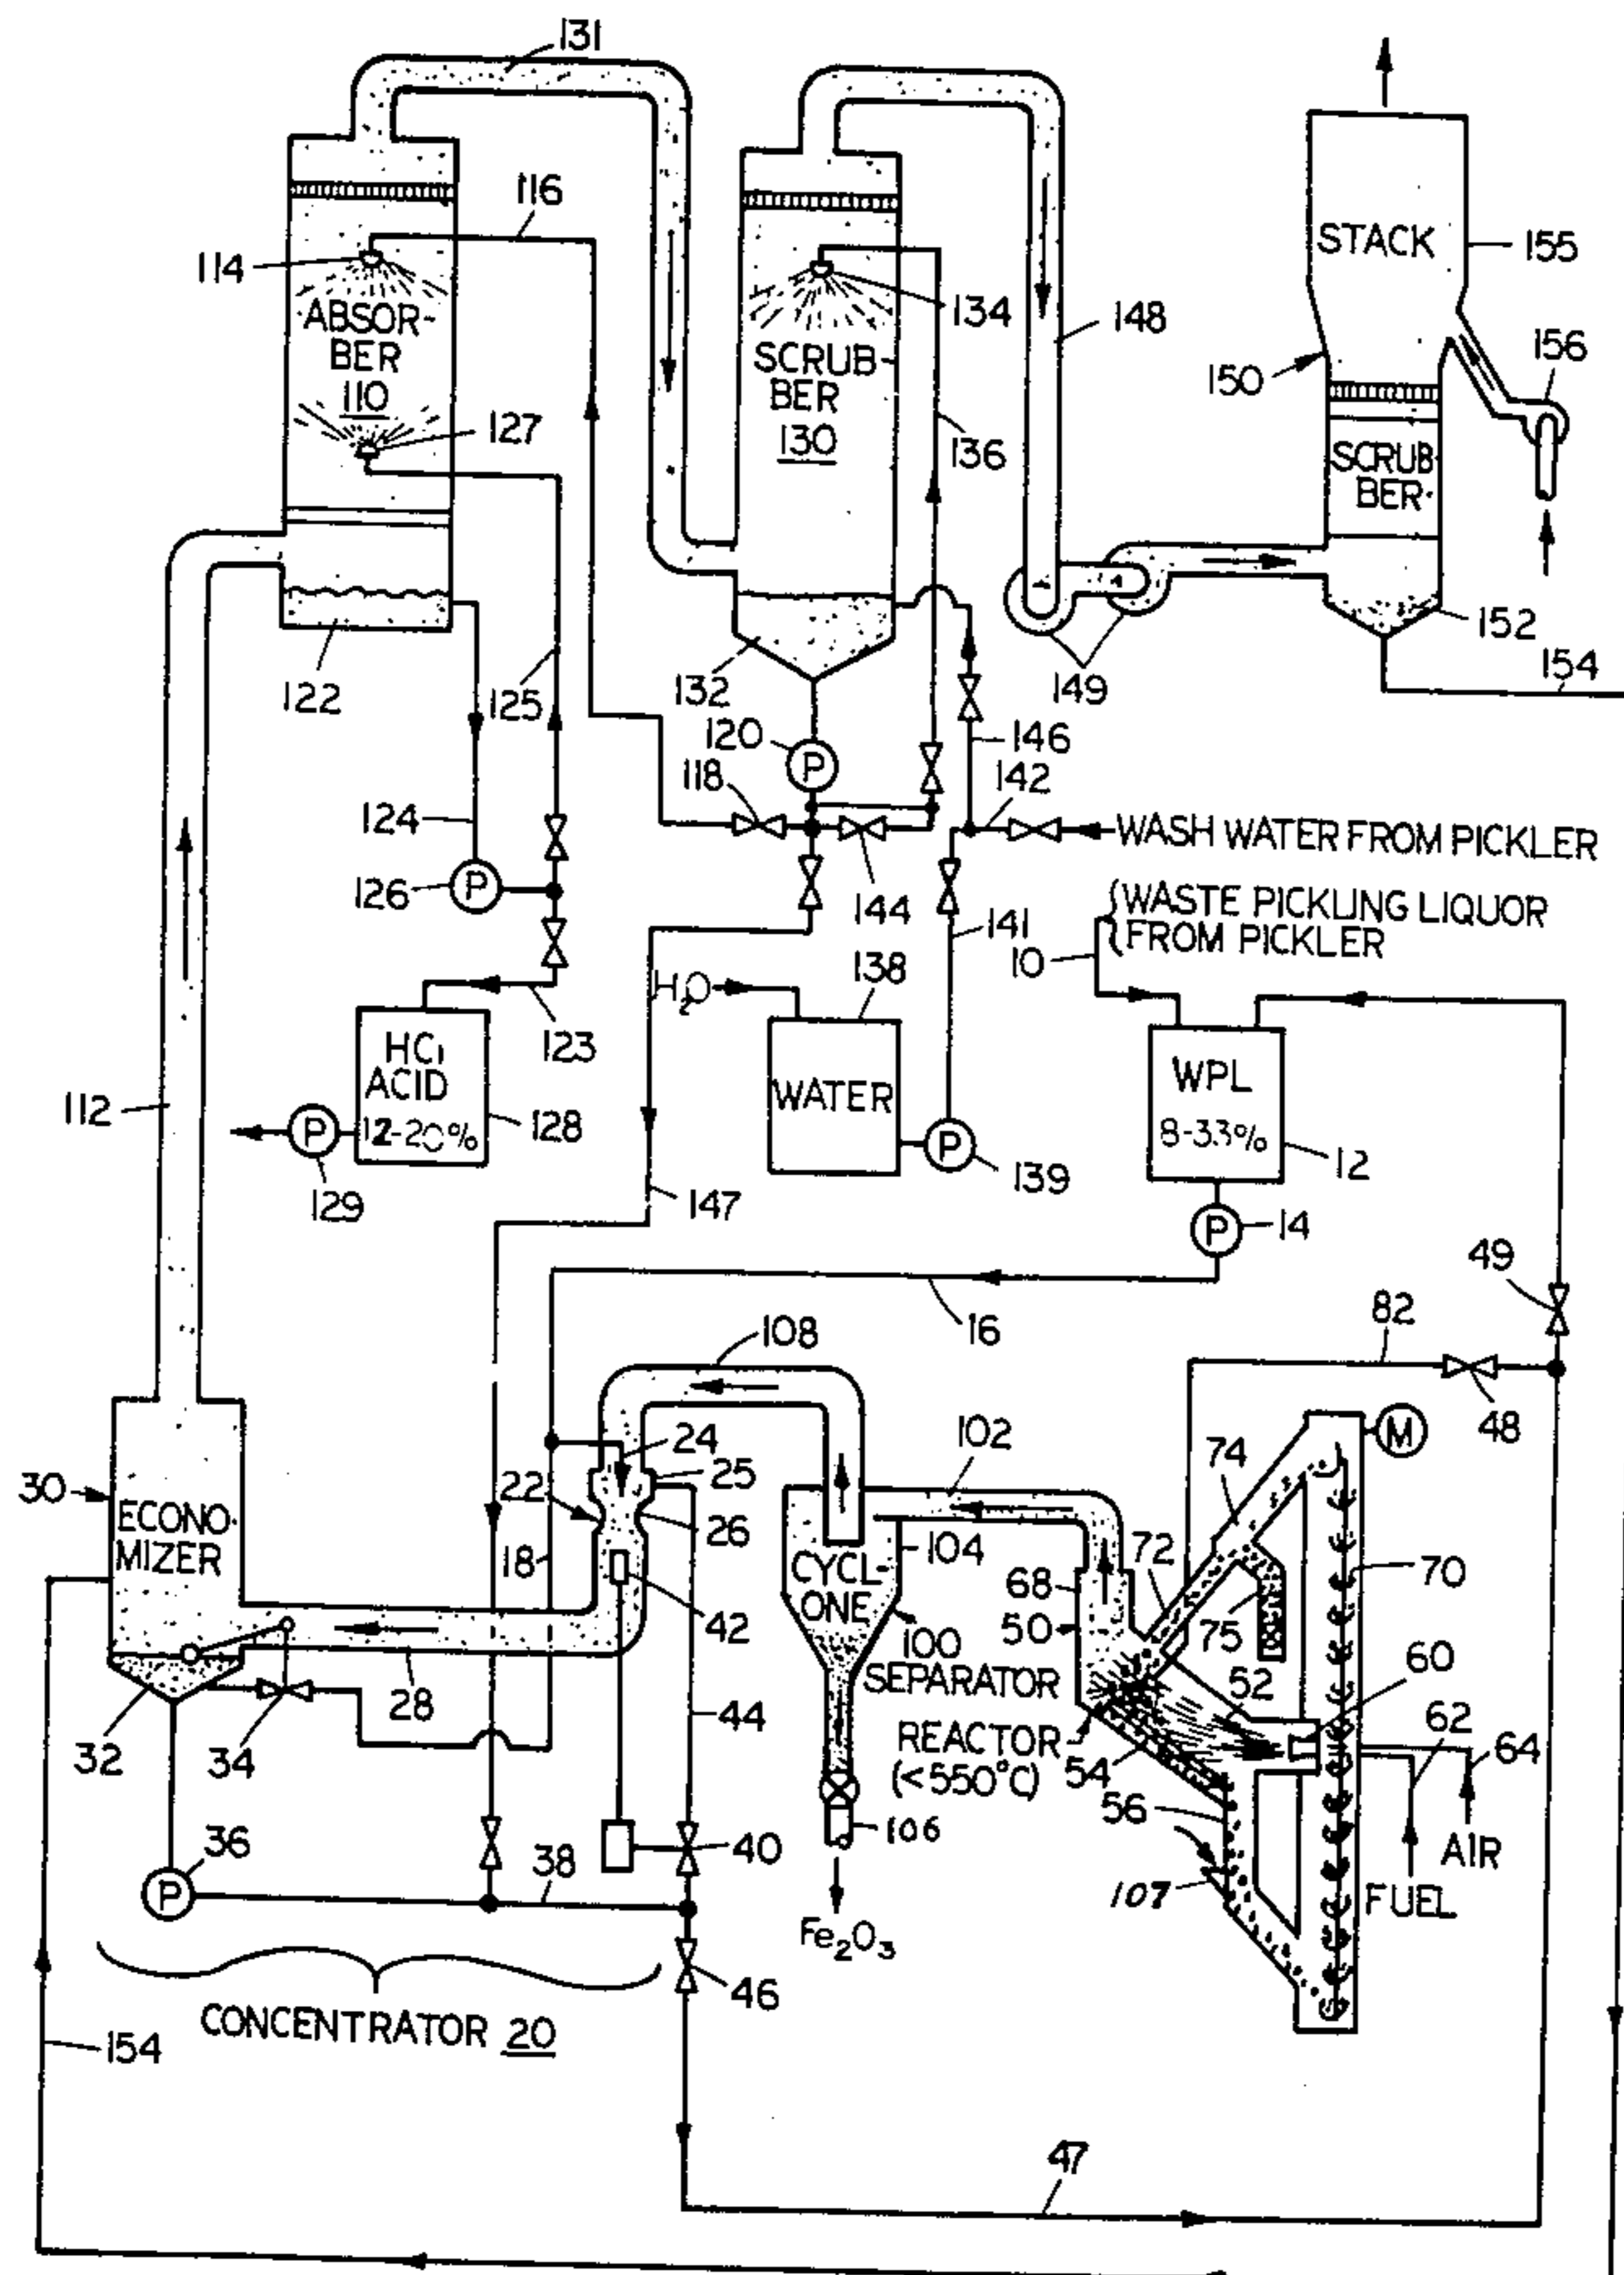 131
116
114
ABSOR-
BER
110
127
134
SCRUB-
BER
130
136
148
STACK
155
156
150
SCRUB-
BER
152
154
122
125
132
149
120
118
146
142
124
WASH WATER FROM PICKLER
126
144
141
WASTE PICKLING LIQUOR
FROM PICKLER
10
H₂O
138
123
HCl
ACID
12-20%
128
112
129
WATER
139
WPL
8-33%
12
147
14
16
49
82
48
108
102
M
24
25
22
26
74
30
ECONO-
MIZER
18
42
CYCL-
ONE
104
72
70
68
50
75
100
SEPARATOR
52
60
62
64
REACTOR
(<550°C)
54
56
32
34
28
44
36
38
40
106
107
AIR
FUEL
Fe₂O₃
46
CONCENTRATOR 20
154
47
P
P
P
P
P
P